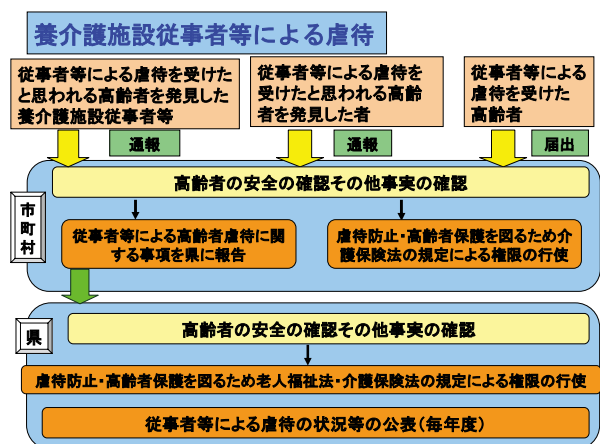 養介護施設従事者等による虐待
従事者等による虐待を受けた
と思われる高齢者を発見した
養介護施設従事者等
従事者等による虐待を
受けたと思われる高齢
者を発見した者
従事者等による
虐待を受けた
高齢者
通報
通報
届出
市町村
高齢者の安全の確認その他事実の確認
従事者等による高齢者虐待に関
する事項を県に報告
虐待防止・高齢者保護を図るため介
護保険法の規定による権限の行使
県
高齢者の安全の確認その他事実の確認
虐待防止・高齢者保護を図るため老人福祉法・介護保険法の規定による権限の行使
従事者等による虐待の状況等の公表(毎年度)